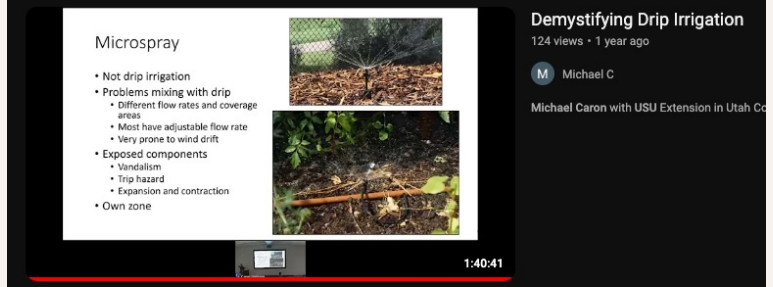 Microspray
• Not drip irrigation
• Problems mixing with drip
• Different flow rates and coverage
areas
• Most have adjustable flow rate
• Very prone to wind drift
• Exposed components
• Vandalism
• Trip hazard
• Expansion and contraction
• Own zone
1:40:41
Demystifying Drip Irrigation
124 views • 1 year ago
M
Michael C
Michael Caron with USU Extension in Utah Co